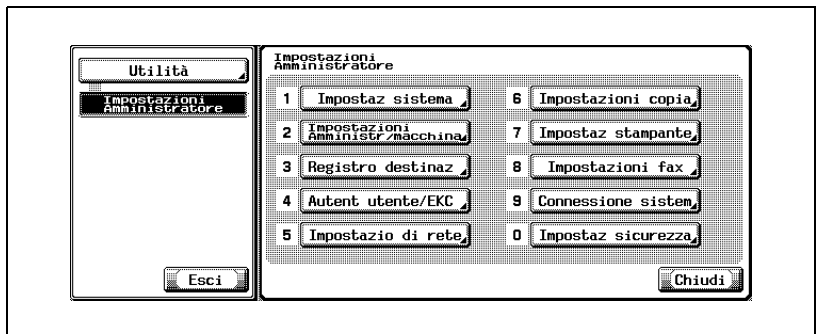 Utilità
Impostazioni
Amministratore
Esci
Impostazioni
Amministratore
1 Impostaz sistema
2 Impostazioni
Amministr/macchina
3 Registro destinaz
4 Autent utente/EKC
5 Impostazio di rete
6 Impostazioni copia
7 Impostaz stampante
8 Impostazioni fax
9 Connessione sistem
0 Impostaz sicurezza
Chiudi